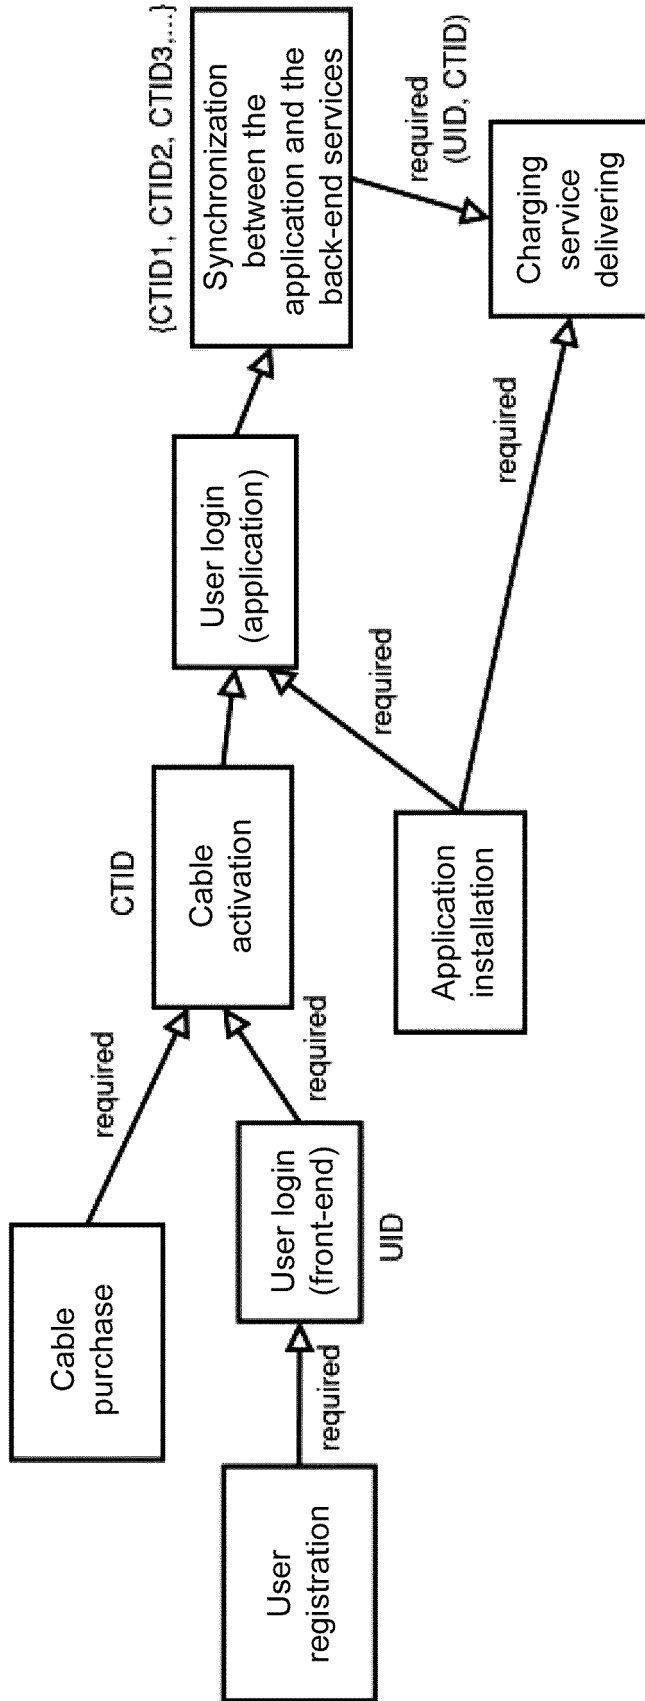 Cable
purchase
required
CTID
Cable
activation
User login
(application)
{CTID1, CTID2, CTID3,...}
Synchronization
between the
application and the
back-end services
User
registration
required
User login
(front-end)
UID
required
Application
installation
required
required
required
(UID, CTID)
Charging
service
delivering